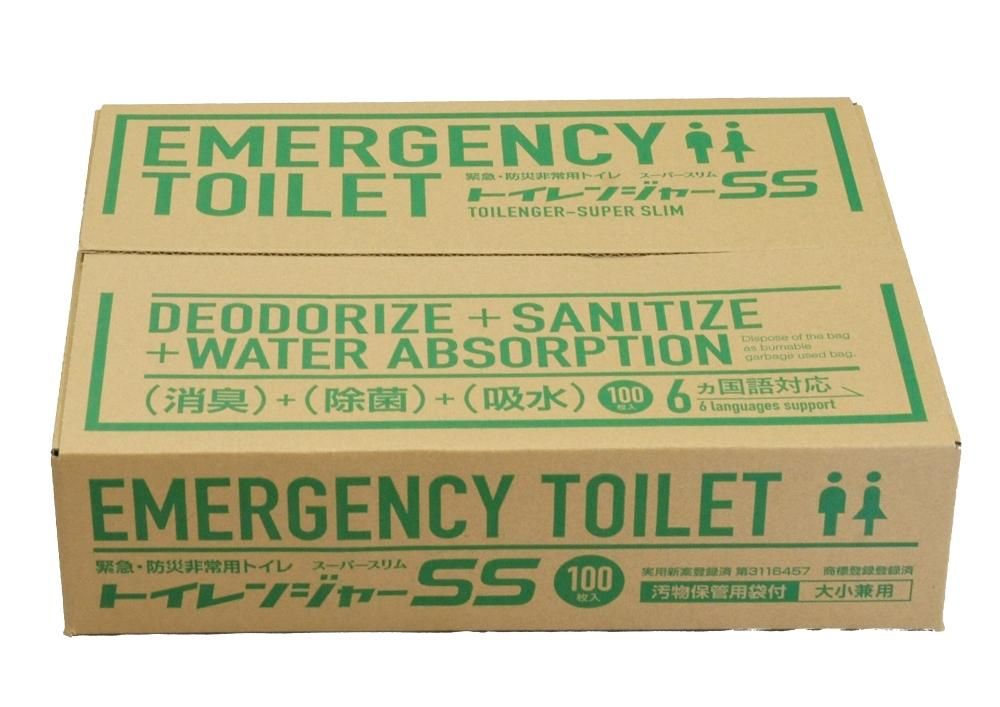 EMERGENCY
TOILET
緊急・防災非常用トイレ スーパースリム
トイレンジャーSS
TOILENGER-SUPER SLIM
DEODORIZE + SANITIZE
+WATER ABSORPTION
Dispose of the bag
as burnable
garbage used bag.
(消臭)+(除菌)+(吸水)
100
枚入
6ヵ国語対応
6 languages support
EMERGENCY TOILET
緊急・防災非常用トイレ スーパースリム
トイレンジャーSS
100
枚入
実用新案登録済 第3116457 商標登録登録済
汚物保管用袋付 大小兼用